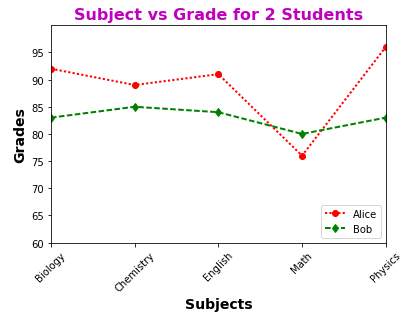 Subject vs Grade for 2 Students
Grades
95
90
85
80
75
70
65
60
Biology
Chemistry
English
Math
Physics
Subjects
Alice
Bob